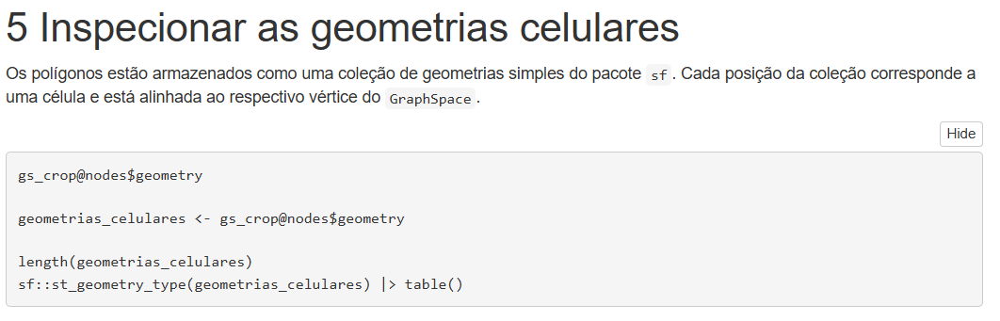 5 Inspecionar as geometrias celulares
Os polígonos estão armazenados como uma coleção de geometrias simples do pacote sf. Cada posição da coleção corresponde a
uma célula e está alinhada ao respectivo vértice do GraphSpace.
Hide
gs_crop@nodes$geometry
geometrias_celulares <- gs_crop@nodes$geometry
length(geometrias_celulares)
sf::st_geometry_type(geometrias_celulares) |> table()